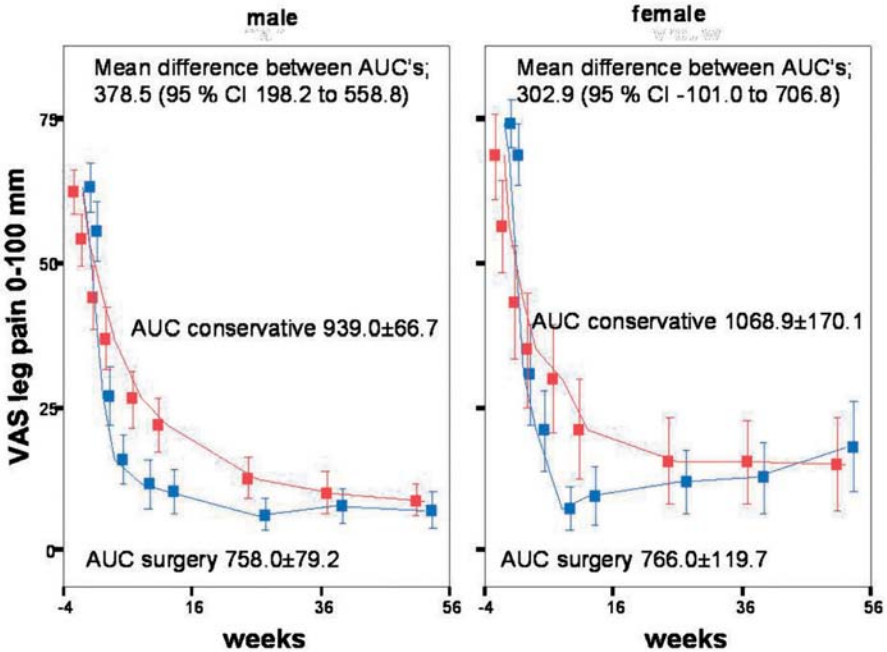 male
female
Mean difference between AUC's;
378.5 (95 % CI 198.2 to 558.8)
Mean difference between AUC's;
302.9 (95 % CI -101.0 to 706.8)
VAS leg pain 0-100 mm
75
50
25
0
AUC conservative 939.0±66.7
AUC conservative 1068.9±170.1
AUC surgery 758.0±79.2
AUC surgery 766.0±119.7
-4 16 36 56
-4 16 36 56
weeks
weeks